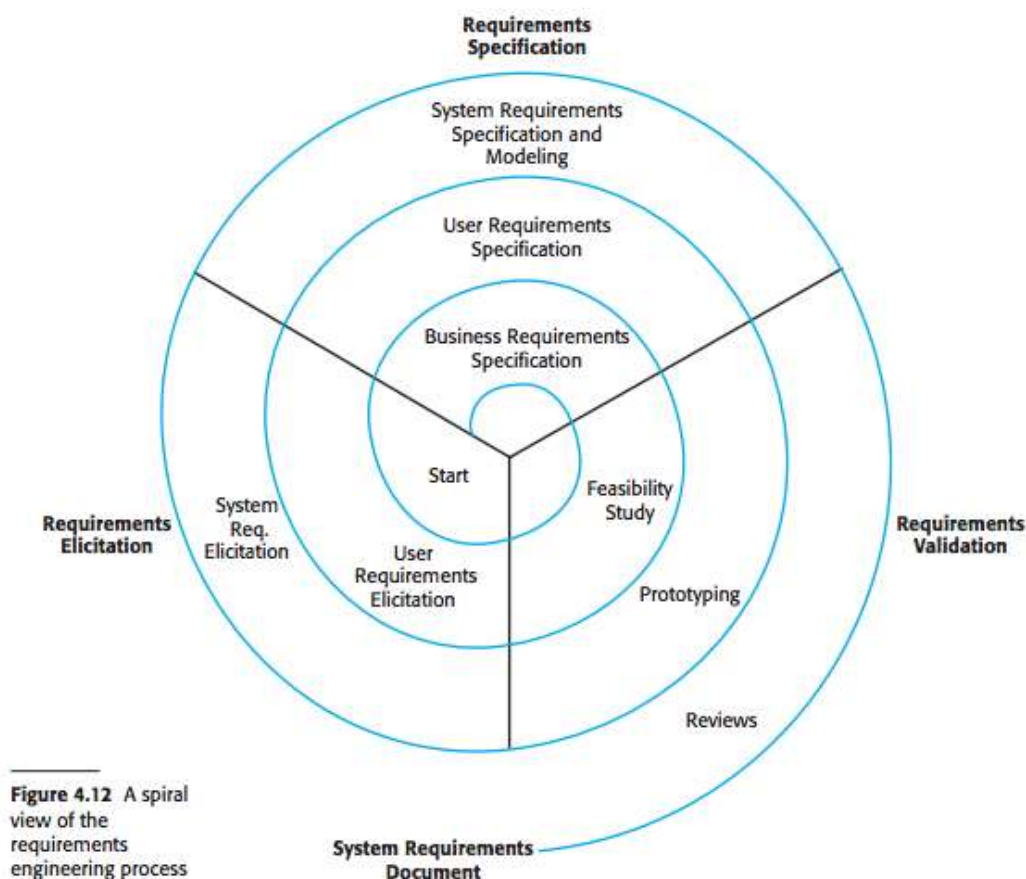 Requirements
Specification
System Requirements
Specification and
Modeling
User Requirements
Specification
Business Requirements
Specification
Start
Feasibility
Study
System
Req.
Elicitation
Requirements
Elicitation
Requirements
Validation
User
Requirements
Elicitation
Prototyping
Reviews
Figure 4.12 A spiral
view of the
requirements
engineering process
System Requirements
Document